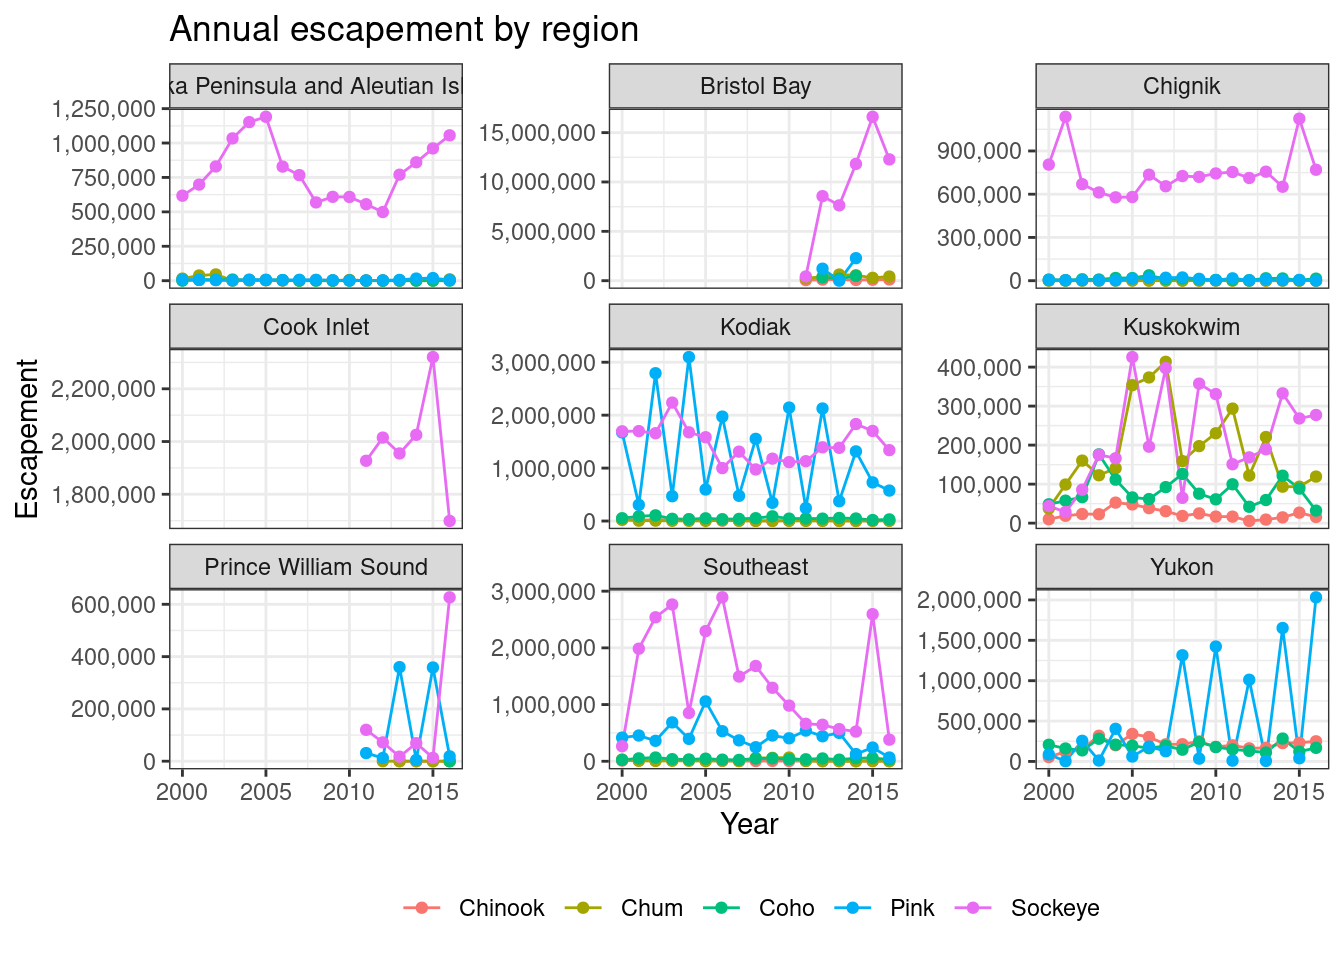 Annual escapement by region
ka Peninsula and Aleutian Isl
Bristol Bay
Chignik
1,250,000
1,000,000
750,000
500,000
250,000
0
15,000,000
10,000,000
5,000,000
0
900,000
600,000
300,000
0
Cook Inlet
Kodiak
Kuskokwim
2,200,000
2,000,000
1,800,000
3,000,000
2,000,000
1,000,000
0
400,000
300,000
200,000
100,000
0
Escapement
Prince William Sound
Southeast
Yukon
600,000
400,000
200,000
0
3,000,000
2,000,000
1,000,000
0
2,000,000
1,500,000
1,000,000
500,000
0
2000 2005 2010 2015
2000 2005 2010 2015
2000 2005 2010 2015
Year
Chinook Chum Coho Pink Sockeye